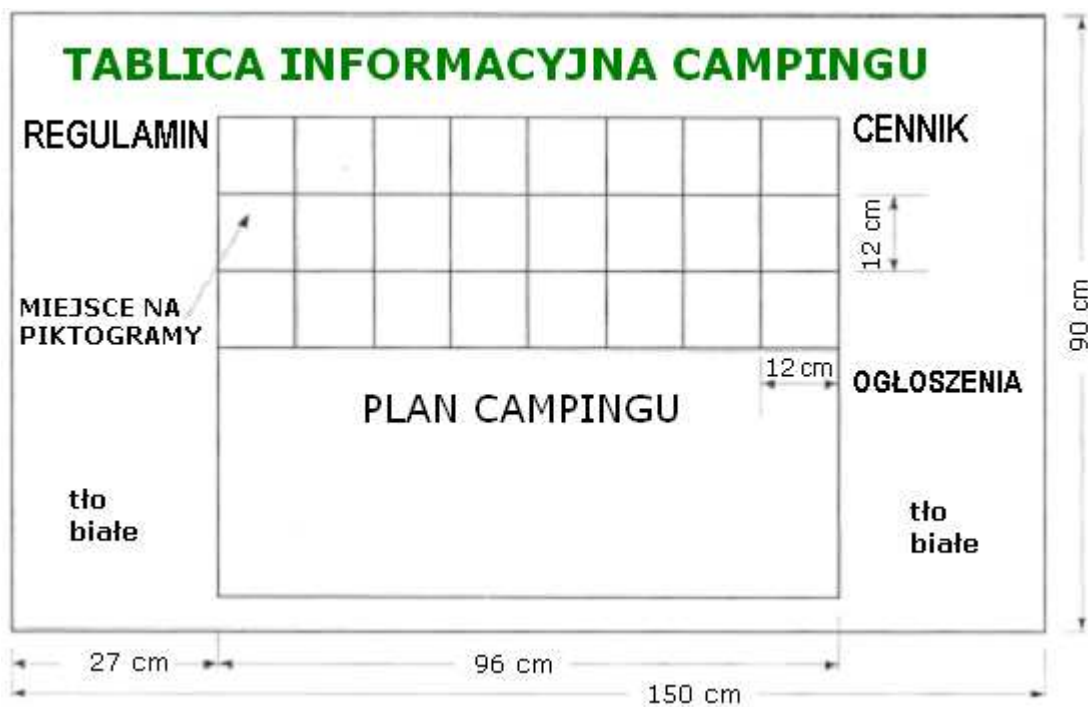 TABLICA INFORMACYJNA CAMPINGU
REGULAMIN
CENNIK
12 cm
MIEJSCE NA
PIKTOGRAMY
90 cm
12 cm
OGŁOSZENIA
PLAN CAMPINGU
tło
białe
tło
białe
27 cm
96 cm
150 cm